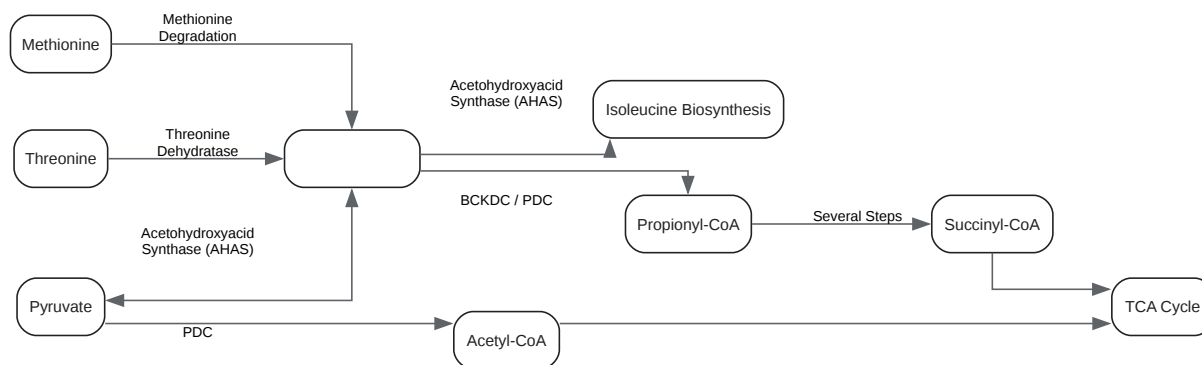 Methionine
Degradation
Methionine
Acetohydroxyacid
Synthase (AHAS)
Isoleucine Biosynthesis
Threonine
Dehydratase
Threonine
BCKDC / PDC
Propionyl-CoA
Several Steps
Succinyl-CoA
Acetohydroxyacid
Synthase (AHAS)
Pyruvate
TCA Cycle
PDC
Acetyl-CoA